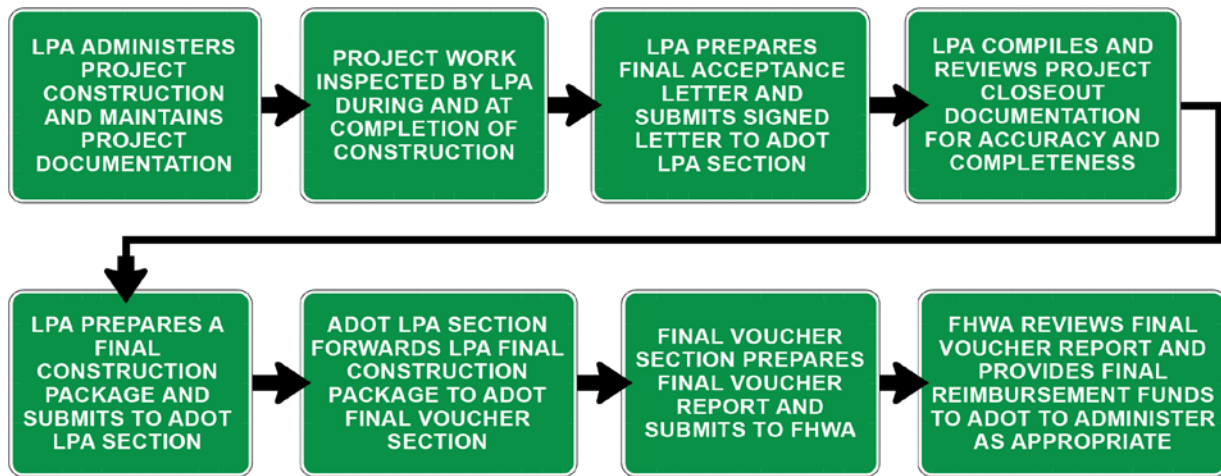 LPA ADMINISTERS
PROJECT
CONSTRUCTION
AND MAINTAINS
PROJECT
DOCUMENTATION
PROJECT WORK
INSPECTED BY LPA
DURING AND AT
COMPLETION OF
CONSTRUCTION
LPA PREPARES
FINAL ACCEPTANCE
LETTER AND
SUBMITS SIGNED
LETTER TO ADOT
LPA SECTION
LPA COMPILES AND
REVIEWS PROJECT
CLOSEOUT
DOCUMENTATION
FOR ACCURACY AND
COMPLETENESS
LPA PREPARES A
FINAL
CONSTRUCTION
PACKAGE AND
SUBMITS TO ADOT
LPA SECTION
ADOT LPA SECTION
FORWARDS LPA FINAL
CONSTRUCTION
PACKAGE TO ADOT
FINAL VOUCHER
SECTION
FINAL VOUCHER
SECTION PREPARES
FINAL VOUCHER
REPORT AND
SUBMITS TO FHWA
FHWA REVIEWS FINAL
VOUCHER REPORT AND
PROVIDES FINAL
REIMBURSEMENT FUNDS
TO ADOT TO ADMINISTER
AS APPROPRIATE